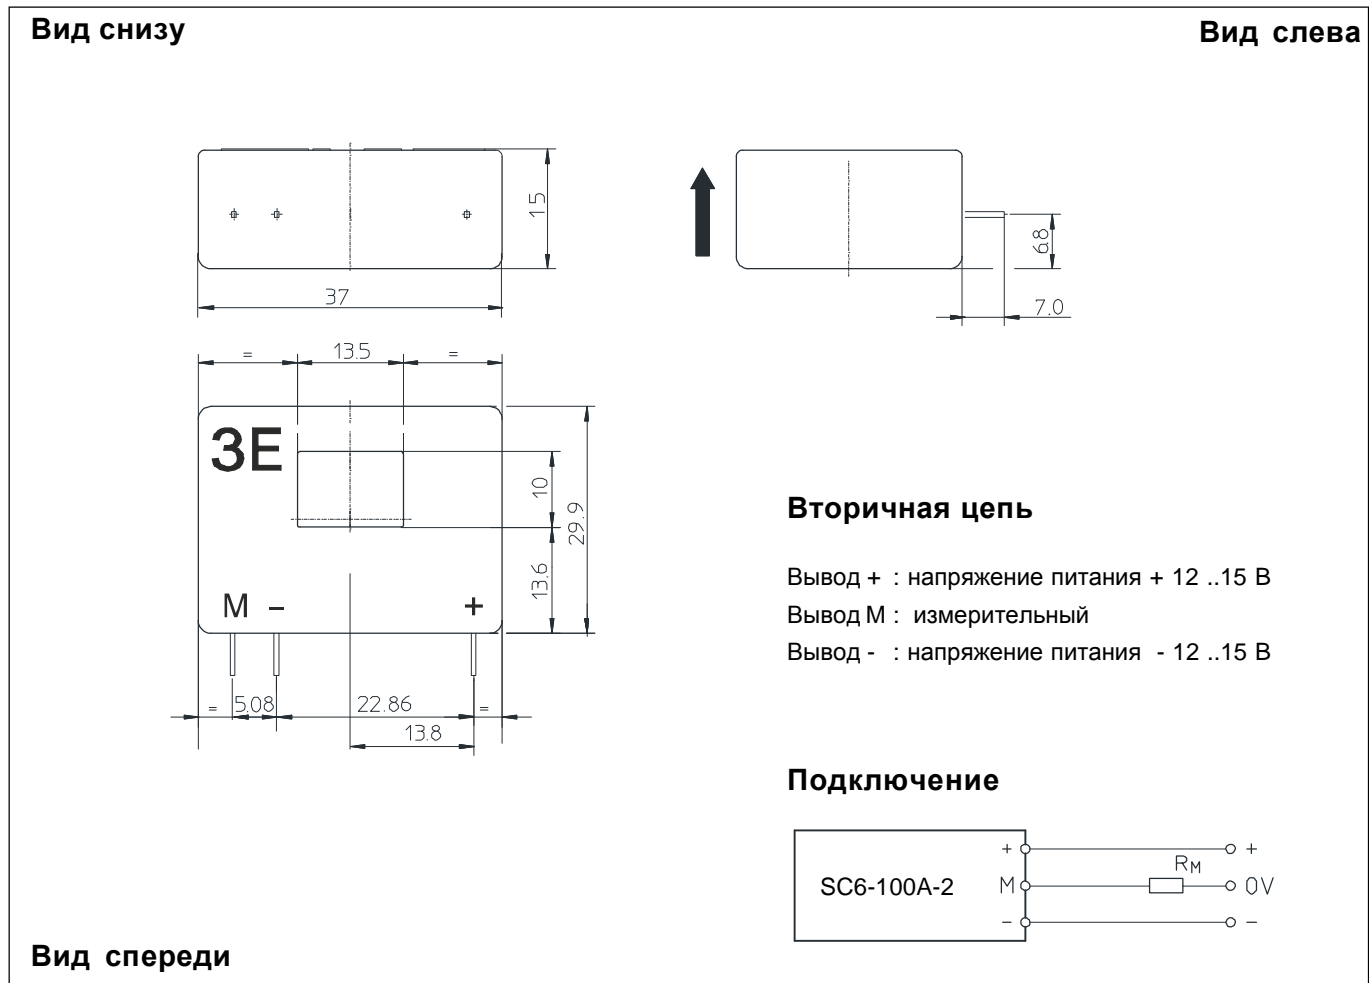 Вид снизу
Вид слева
15
37
6.8
7.0
= 13.5 =
3E
10
29.9
13.6
M - +
= 5.08 22.86 =
13.8
Вторичная цепь
Вывод + : напряжение питания + 12 ..15 В
Вывод М : измерительный
Вывод - : напряжение питания - 12 ..15 В
Подключение
+ +
SC6-100A-2 M RM 0V
- -
Вид спереди